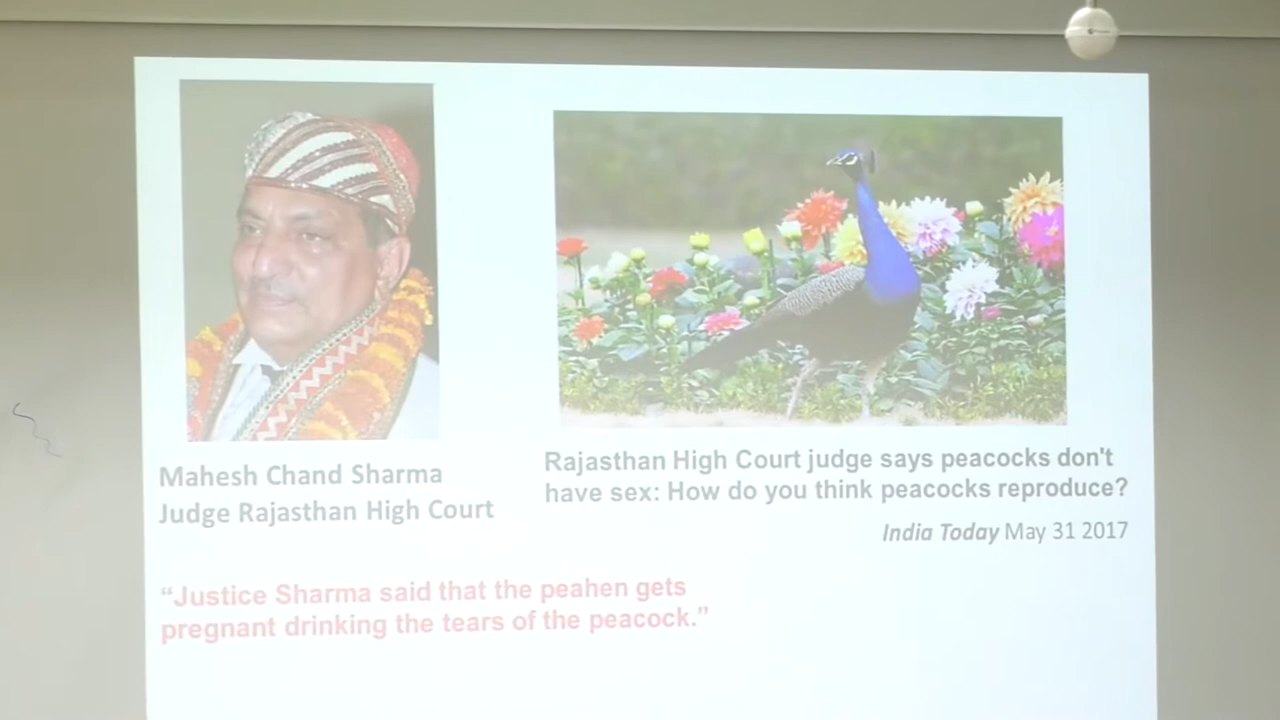 Mahesh Chand Sharma
Judge Rajasthan High Court
Rajasthan High Court judge says peacocks don't
have sex: How do you think peacocks reproduce?
India Today May 31 2017
“Justice Sharma said that the peahen gets
pregnant drinking the tears of the peacock.”